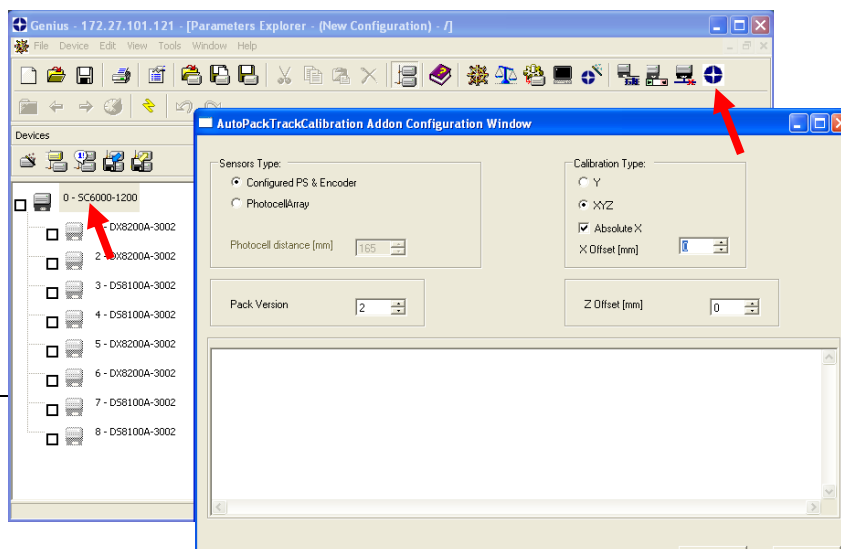 Genius - 172.27.101.121 - [Parameters Explorer - (New Configuration) - /]
File Device Edit View Tools Window Help
Devices
AutoPackTrackCalibration Addon Configuration Window
0 - SC6000-1200
- DX8200A-3002
2 - DX8200A-3002
3 - DS8100A-3002
4 - DS8100A-3002
5 - DX8200A-3002
6 - DX8200A-3002
7 - DS8100A-3002
8 - DS8100A-3002
Sensors Type:
Configured PS & Encoder
PhotocellArray
Photocell distance [mm] 165
Calibration Type:
Y
XYZ
Absolute X
X Offset [mm] 0
Pack Version 2
Z Offset [mm] 0